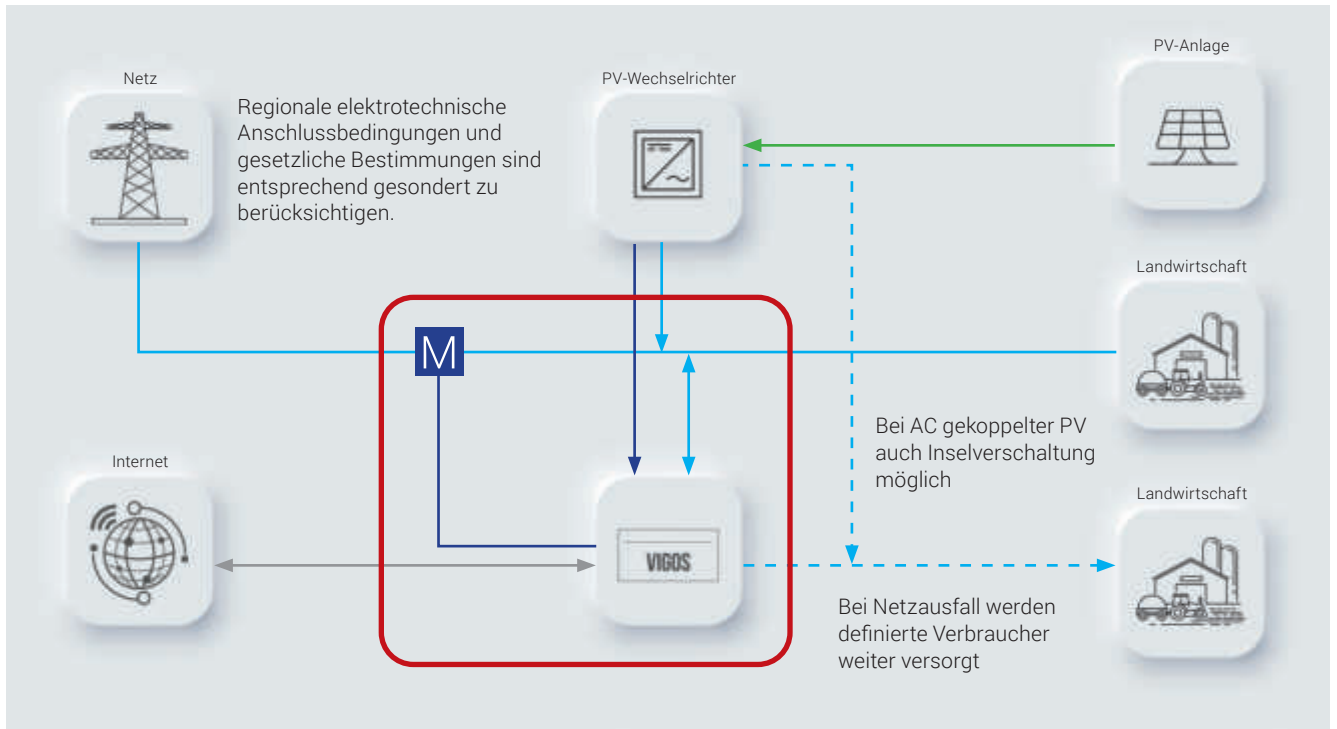 Netz
Regionale elektrotechnische
Anschlussbedingungen und
gesetzliche Bestimmungen sind
entsprechend gesondert zu
berücksichtigen.
PV-Wechselrichter
PV-Anlage
Landwirtschaft
M
Bei AC gekoppelter PV
auch Inselverschaltung
möglich
Internet
VIGOS
Landwirtschaft
Bei Netzausfall werden
definierte Verbraucher
weiter versorgt